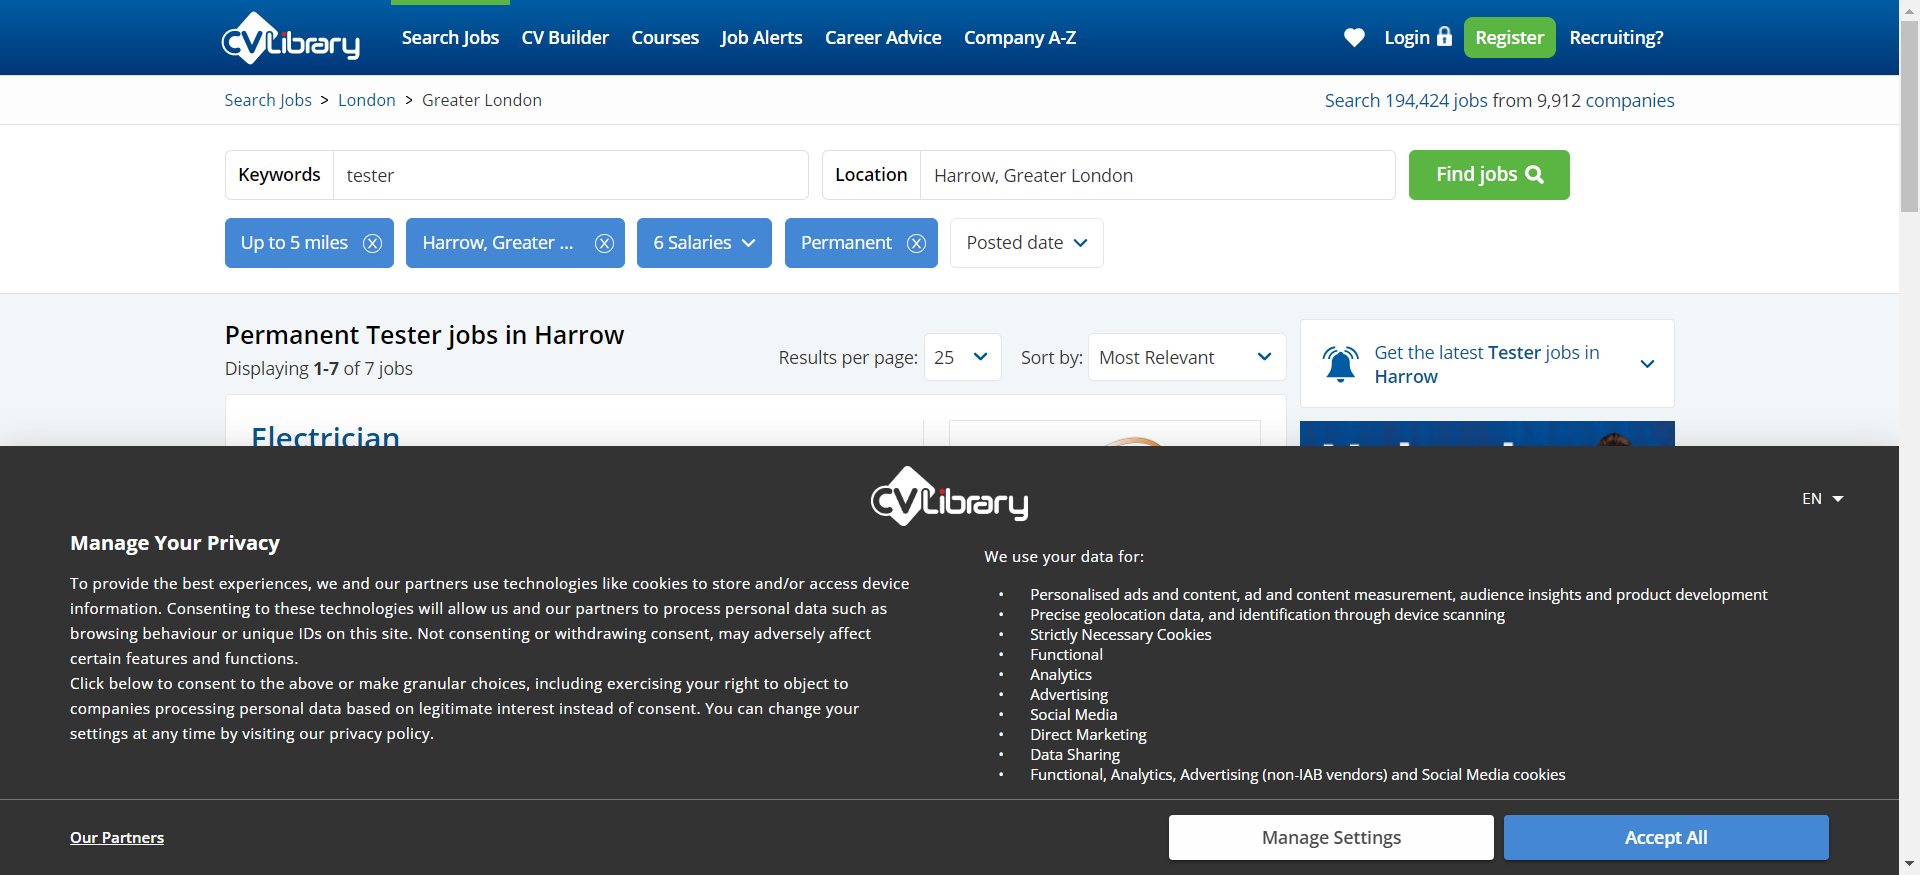 CVLibrary Search Jobs CV Builder Courses Job Alerts Career Advice Company A-Z Login Register Recruiting?
Search Jobs > London > Greater London Search 194,424 jobs from 9,912 companies
Keywords tester Location Harrow, Greater London Find jobs
Up to 5 miles Harrow, Greater ... 6 Salaries Permanent Posted date
Permanent Tester jobs in Harrow
Displaying 1-7 of 7 jobs
Results per page: 25 Sort by: Most Relevant
Get the latest Tester jobs in
Harrow
Electrician
CVLibrary
EN
Manage Your Privacy
To provide the best experiences, we and our partners use technologies like cookies to store and/or access device
information. Consenting to these technologies will allow us and our partners to process personal data such as
browsing behaviour or unique IDs on this site. Not consenting or withdrawing consent, may adversely affect
certain features and functions.
Click below to consent to the above or make granular choices, including exercising your right to object to
companies processing personal data based on legitimate interest instead of consent. You can change your
settings at any time by visiting our privacy policy.
We use your data for:
• Personalised ads and content, ad and content measurement, audience insights and product development
• Precise geolocation data, and identification through device scanning
• Strictly Necessary Cookies
• Functional
• Analytics
• Advertising
• Social Media
• Direct Marketing
• Data Sharing
• Functional, Analytics, Advertising (non-IAB vendors) and Social Media cookies
Our Partners Manage Settings Accept All